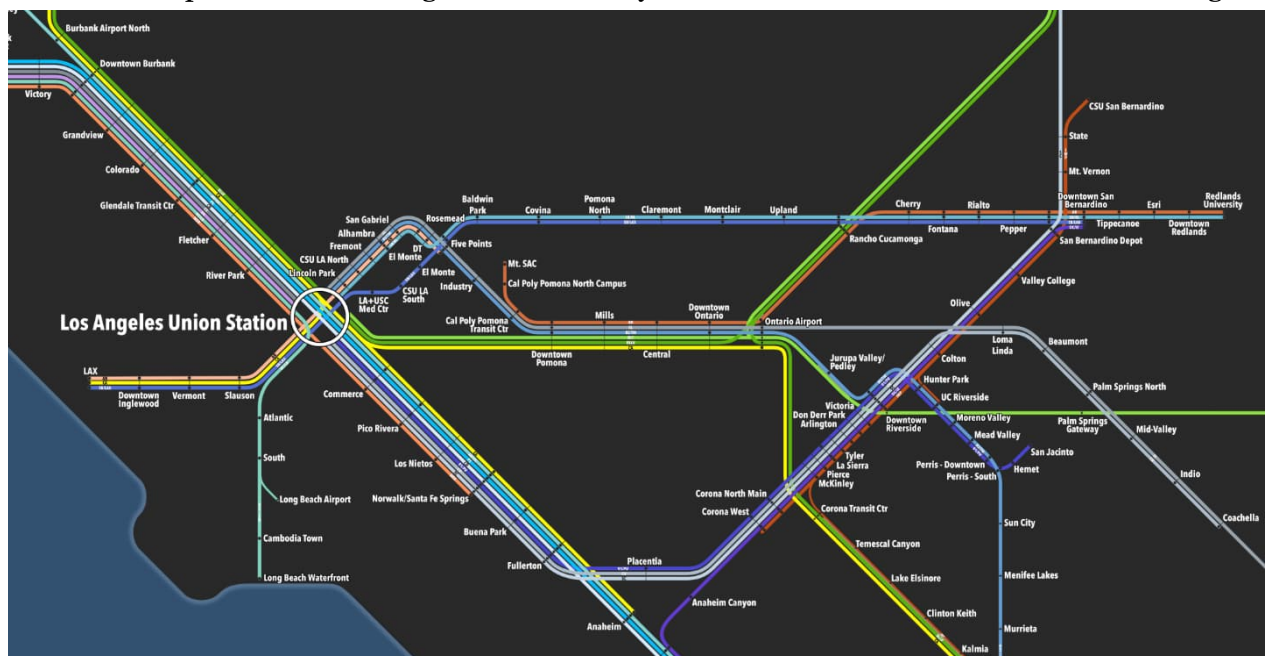 Burbank Airport North
Downtown Burbank
Victory
Grandview
Colorado
Glendale Transit Ctr
Fletcher
River Park
Los Angeles Union Station
LAX
Downtown
Inglewood
Vermont
Slauson
Atlantic
South
Long Beach Airport
Cambodia Town
Long Beach Waterfront
Commerce
Pico Rivera
Los Nietos
Norwalk/Santa Fe Springs
Buena Park
Fullerton
Anaheim
Placentia
Anaheim Canyon
Lincoln Park
CSU LA North
Fremont
Alhambra
San Gabriel
Rosemead
DT
El Monte
LA+USC
Med Ctr
CSU LA
South
El Monte
Five Points
Industry
Baldwin
Park
Covina
Pomona
North
Claremont
Montclair
Upland
Rancho Cucamonga
Cherry
Fontana
Rialto
Pepper
Downtown San
Bernardino
San Bernardino Depot
Tippecanoe
Esri
Downtown
Redlands
Redlands
University
CSU San Bernardino
State
Mt. Vernon
Mt. SAC
Cal Poly Pomona North Campus
Cal Poly Pomona
Transit Ctr
Downtown
Pomona
Mills
Central
Downtown
Ontario
Ontario Airport
Jurupa Valley/
Pedley
Valley College
Olive
Colton
Loma
Linda
Beaumont
Palm Springs North
Mid-Valley
Indio
Coachella
Palm Springs
Gateway
Hunter Park
UC Riverside
Moreno Valley
Mead Valley
Perris - Downtown
Perris - South
Hemet
San Jacinto
Sun City
Menifee Lakes
Murrieta
Victoria
Don Derr Park
Arlington
Downtown
Riverside
Tyler
La Sierra
Pierce
McKinley
Corona North Main
Corona West
Corona Transit Ctr
Temescal Canyon
Lake Elsinore
Clinton Keith
Kalmia